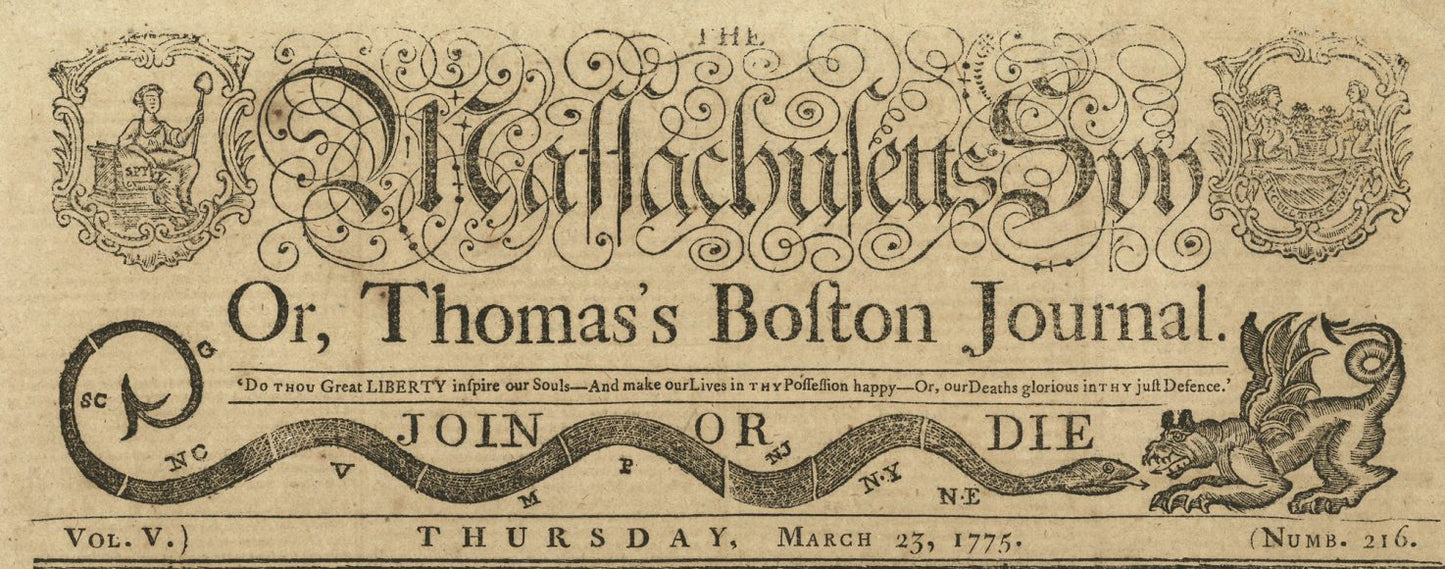 THE
Maſſachuſetts Spy
SPY
Or, Thomas's Boſton Journal.
'DO THOU Great LIBERTY inſpire our Souls—And make our Lives in THY Poſſeſſion happy—Or, our Deaths glorious in THY juſt Defence.'
JOIN OR DIE
G
SC
NC
V
M
P
NJ
N.Y
N.E
VOL. V.)
THURSDAY, MARCH 23, 1775.
(NUMB. 216.